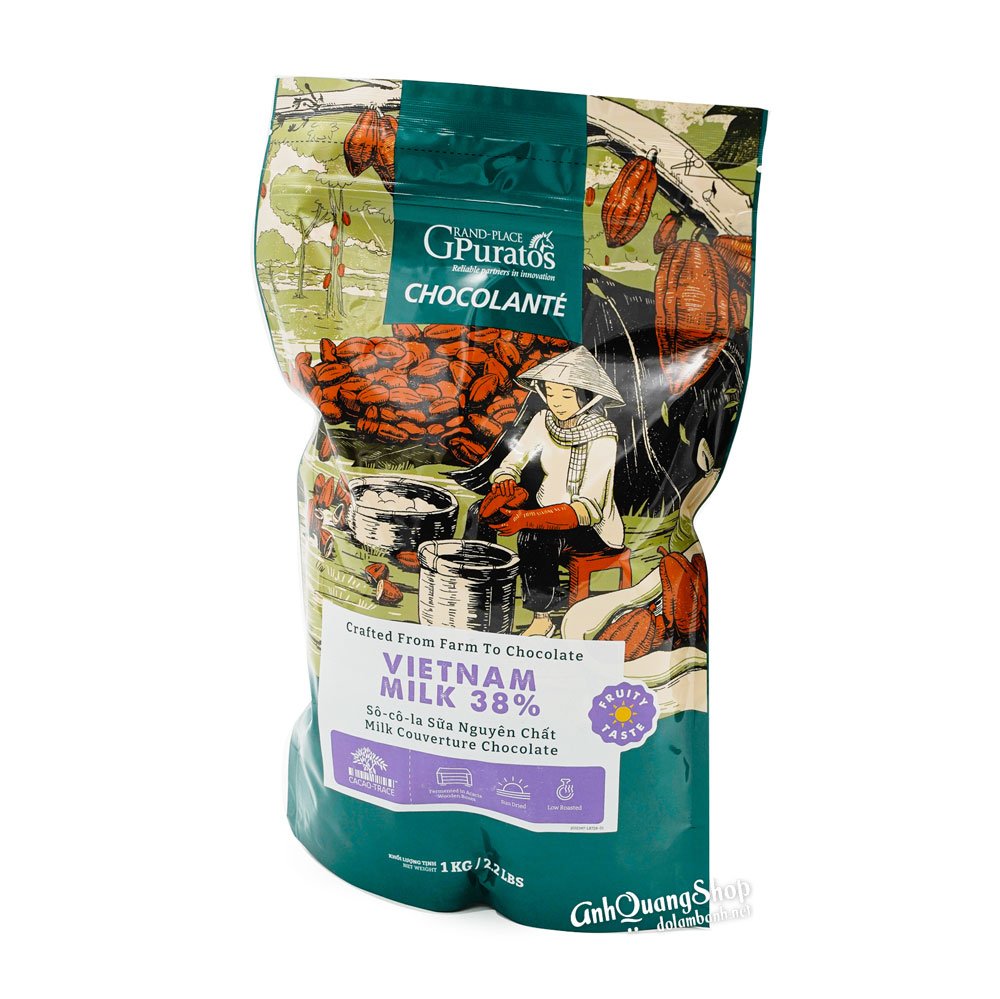 GRAND-PLACE
Puratos
Reliable partners in innovation
CHOCOLANTÉ
Crafted From Farm To Chocolate
VIETNAM
MILK 38%
Sô-cô-la Sữa Nguyên Chất
Milk Couverture Chocolate
FRUITY
TASTE
CACAO-TRACE
Fermented in Acacia
Wooden Boxes
Sun Dried
Low Roasted
KHỐI LƯỢNG TỊNH
NET WEIGHT
1 KG / 2.2 LBS
anhQuangShop
dolambanh.net